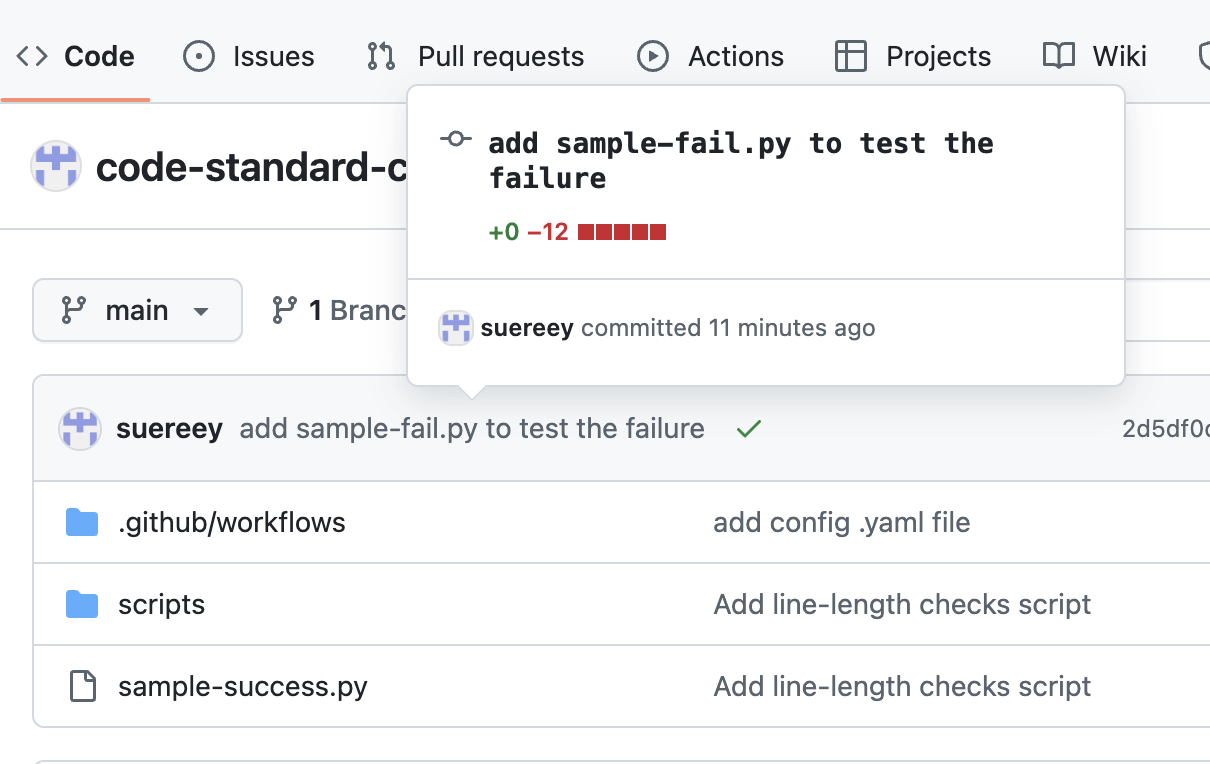 Code Issues Pull requests Actions Projects Wiki
add sample-fail.py to test the
failure
+0 −12
suereey committed 11 minutes ago
code-standard-c
main 1 Branc
suereey add sample-fail.py to test the failure 2d5df0
.github/workflows add config .yaml file
scripts Add line-length checks script
sample-success.py Add line-length checks script